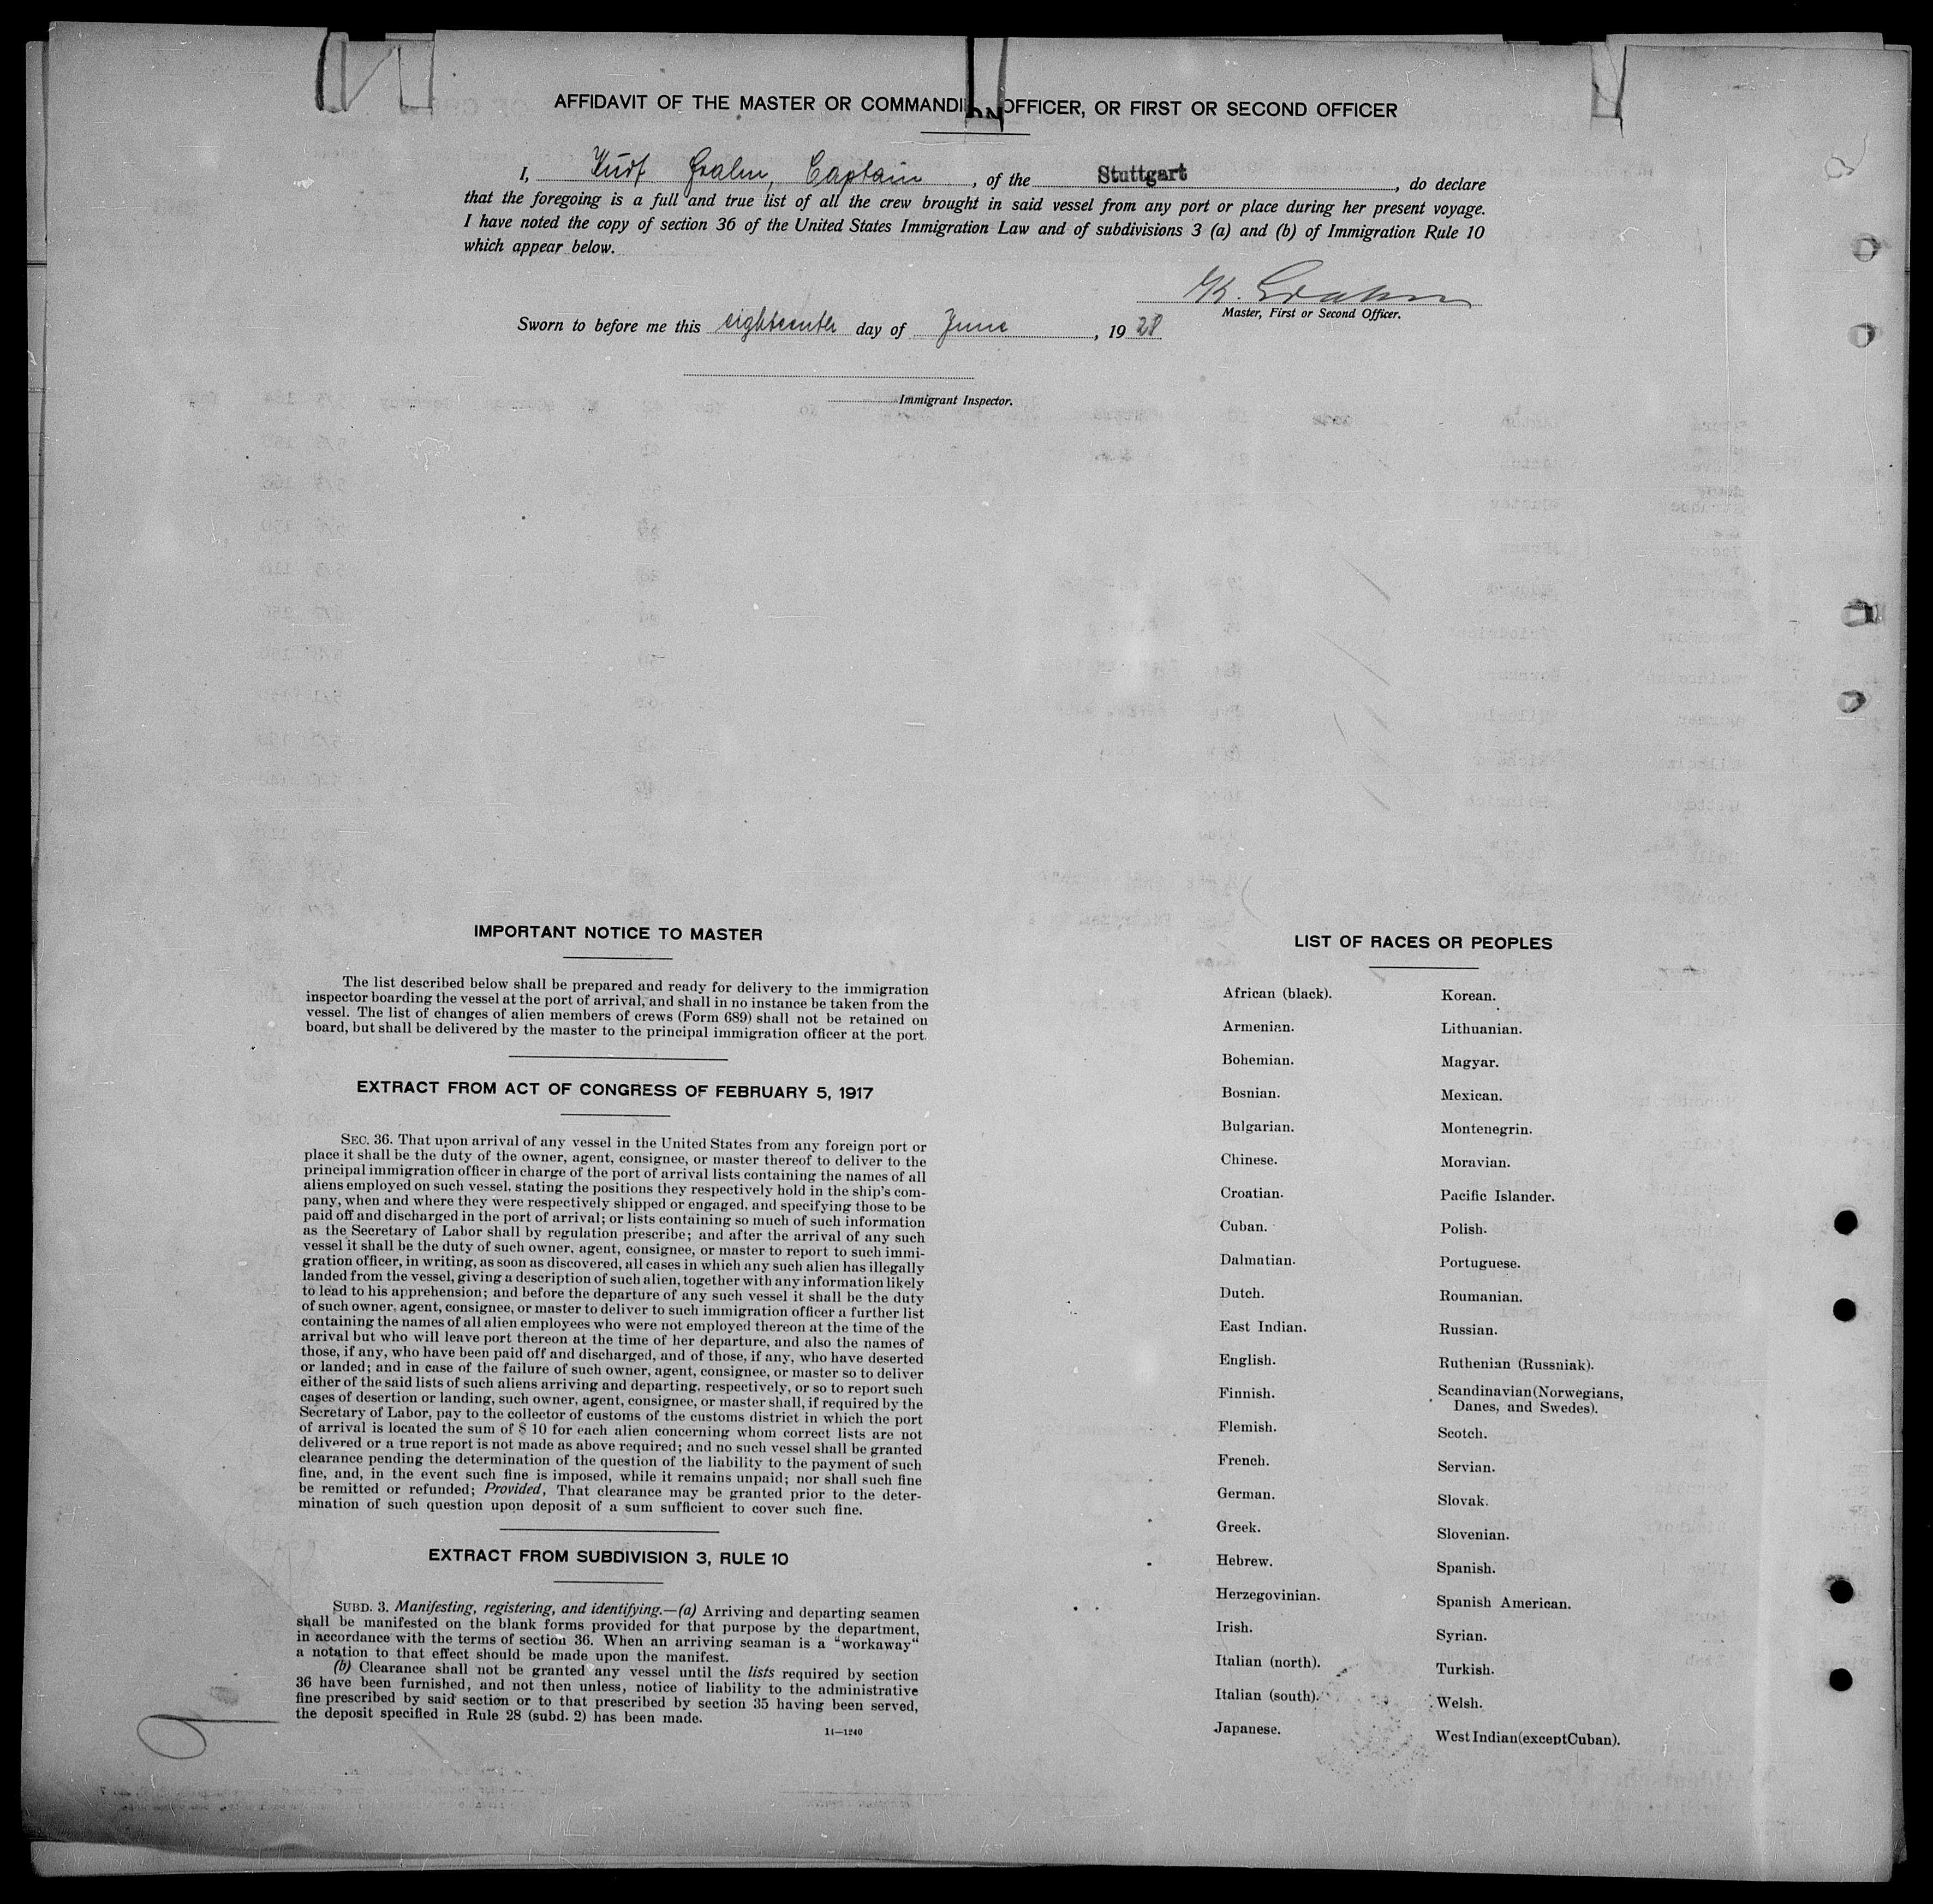 AFFIDAVIT OF THE MASTER OR COMMANDI OFFICER, OR FIRST OR SECOND OFFICER
I, Kurt Grahn, Captain, of the Stuttgart, do declare
that the foregoing is a full and true list of all the crew brought in said vessel from any port or place during her present voyage.
I have noted the copy of section 36 of the United States Immigration Law and of subdivisions 3 (a) and (b) of Immigration Rule 10
which appear below.
K. Grahn
Master, First or Second Officer.
Sworn to before me this eighteenth day of June, 1928
Immigrant Inspector.
IMPORTANT NOTICE TO MASTER
The list described below shall be prepared and ready for delivery to the immigration
inspector boarding the vessel at the port of arrival, and shall in no instance be taken from the
vessel. The list of changes of alien members of crews (Form 689) shall not be retained on
board, but shall be delivered by the master to the principal immigration officer at the port.
EXTRACT FROM ACT OF CONGRESS OF FEBRUARY 5, 1917
SEC. 36. That upon arrival of any vessel in the United States from any foreign port or
place it shall be the duty of the owner, agent, consignee, or master thereof to deliver to the
principal immigration officer in charge of the port of arrival lists containing the names of all
aliens employed on such vessel, stating the positions they respectively hold in the ship's com-
pany, when and where they were respectively shipped or engaged, and specifying those to be
paid off and discharged in the port of arrival; or lists containing so much of such information
as the Secretary of Labor shall by regulation prescribe; and after the arrival of any such
vessel it shall be the duty of such owner, agent, consignee, or master to report to such immi-
gration officer, in writing, as soon as discovered, all cases in which any such alien has illegally
landed from the vessel, giving a description of such alien, together with any information likely
to lead to his apprehension; and before the departure of any such vessel it shall be the duty
of such owner, agent, consignee, or master to deliver to such immigration officer a further list
containing the names of all alien employees who were not employed thereon at the time of the
arrival but who will leave port thereon at the time of her departure, and also the names of
those, if any, who have been paid off and discharged, and of those, if any, who have deserted
or landed; and in case of the failure of such owner, agent, consignee, or master so to deliver
either of the said lists of such aliens arriving and departing, respectively, or so to report such
cases of desertion or landing, such owner, agent, consignee, or master shall, if required by the
Secretary of Labor, pay to the collector of customs of the customs district in which the port
of arrival is located the sum of $ 10 for each alien concerning whom correct lists are not
delivered or a true report is not made as above required; and no such vessel shall be granted
clearance pending the determination of the question of the liability to the payment of such
fine, and, in the event such fine is imposed, while it remains unpaid; nor shall such fine
be remitted or refunded; Provided, That clearance may be granted prior to the deter-
mination of such question upon deposit of a sum sufficient to cover such fine.
EXTRACT FROM SUBDIVISION 3, RULE 10
SUBD. 3. Manifesting, registering, and identifying.—(a) Arriving and departing seamen
shall be manifested on the blank forms provided for that purpose by the department,
in accordance with the terms of section 36. When an arriving seaman is a "workaway"
a notation to that effect should be made upon the manifest.
(b) Clearance shall not be granted any vessel until the lists required by section
36 have been furnished, and not then unless, notice of liability to the administrative
fine prescribed by said section or to that prescribed by section 35 having been served,
the deposit specified in Rule 28 (subd. 2) has been made.
14—1240
9
LIST OF RACES OR PEOPLES
African (black).
Armenian.
Bohemian.
Bosnian.
Bulgarian.
Chinese.
Croatian.
Cuban.
Dalmatian.
Dutch.
East Indian.
English.
Finnish.
Flemish.
French.
German.
Greek.
Hebrew.
Herzegovinian.
Irish.
Italian (north).
Italian (south).
Japanese.
Korean.
Lithuanian.
Magyar.
Mexican.
Montenegrin.
Moravian.
Pacific Islander.
Polish.
Portuguese.
Roumanian.
Russian.
Ruthenian (Russniak).
Scandinavian(Norwegians,
Danes, and Swedes).
Scotch.
Servian.
Slovak.
Slovenian.
Spanish.
Spanish American.
Syrian.
Turkish.
Welsh.
West Indian(except Cuban).